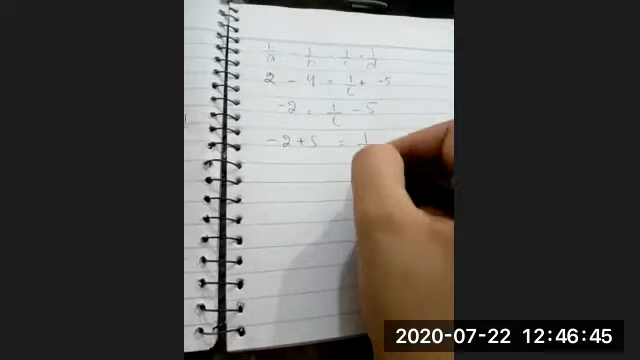 1/a - 1/b = 1/c + 1/d
2 - 4 = 1/c + -5
-2 = 1/c - 5
-2 + 5 = 1
2020-07-22 12:46:45